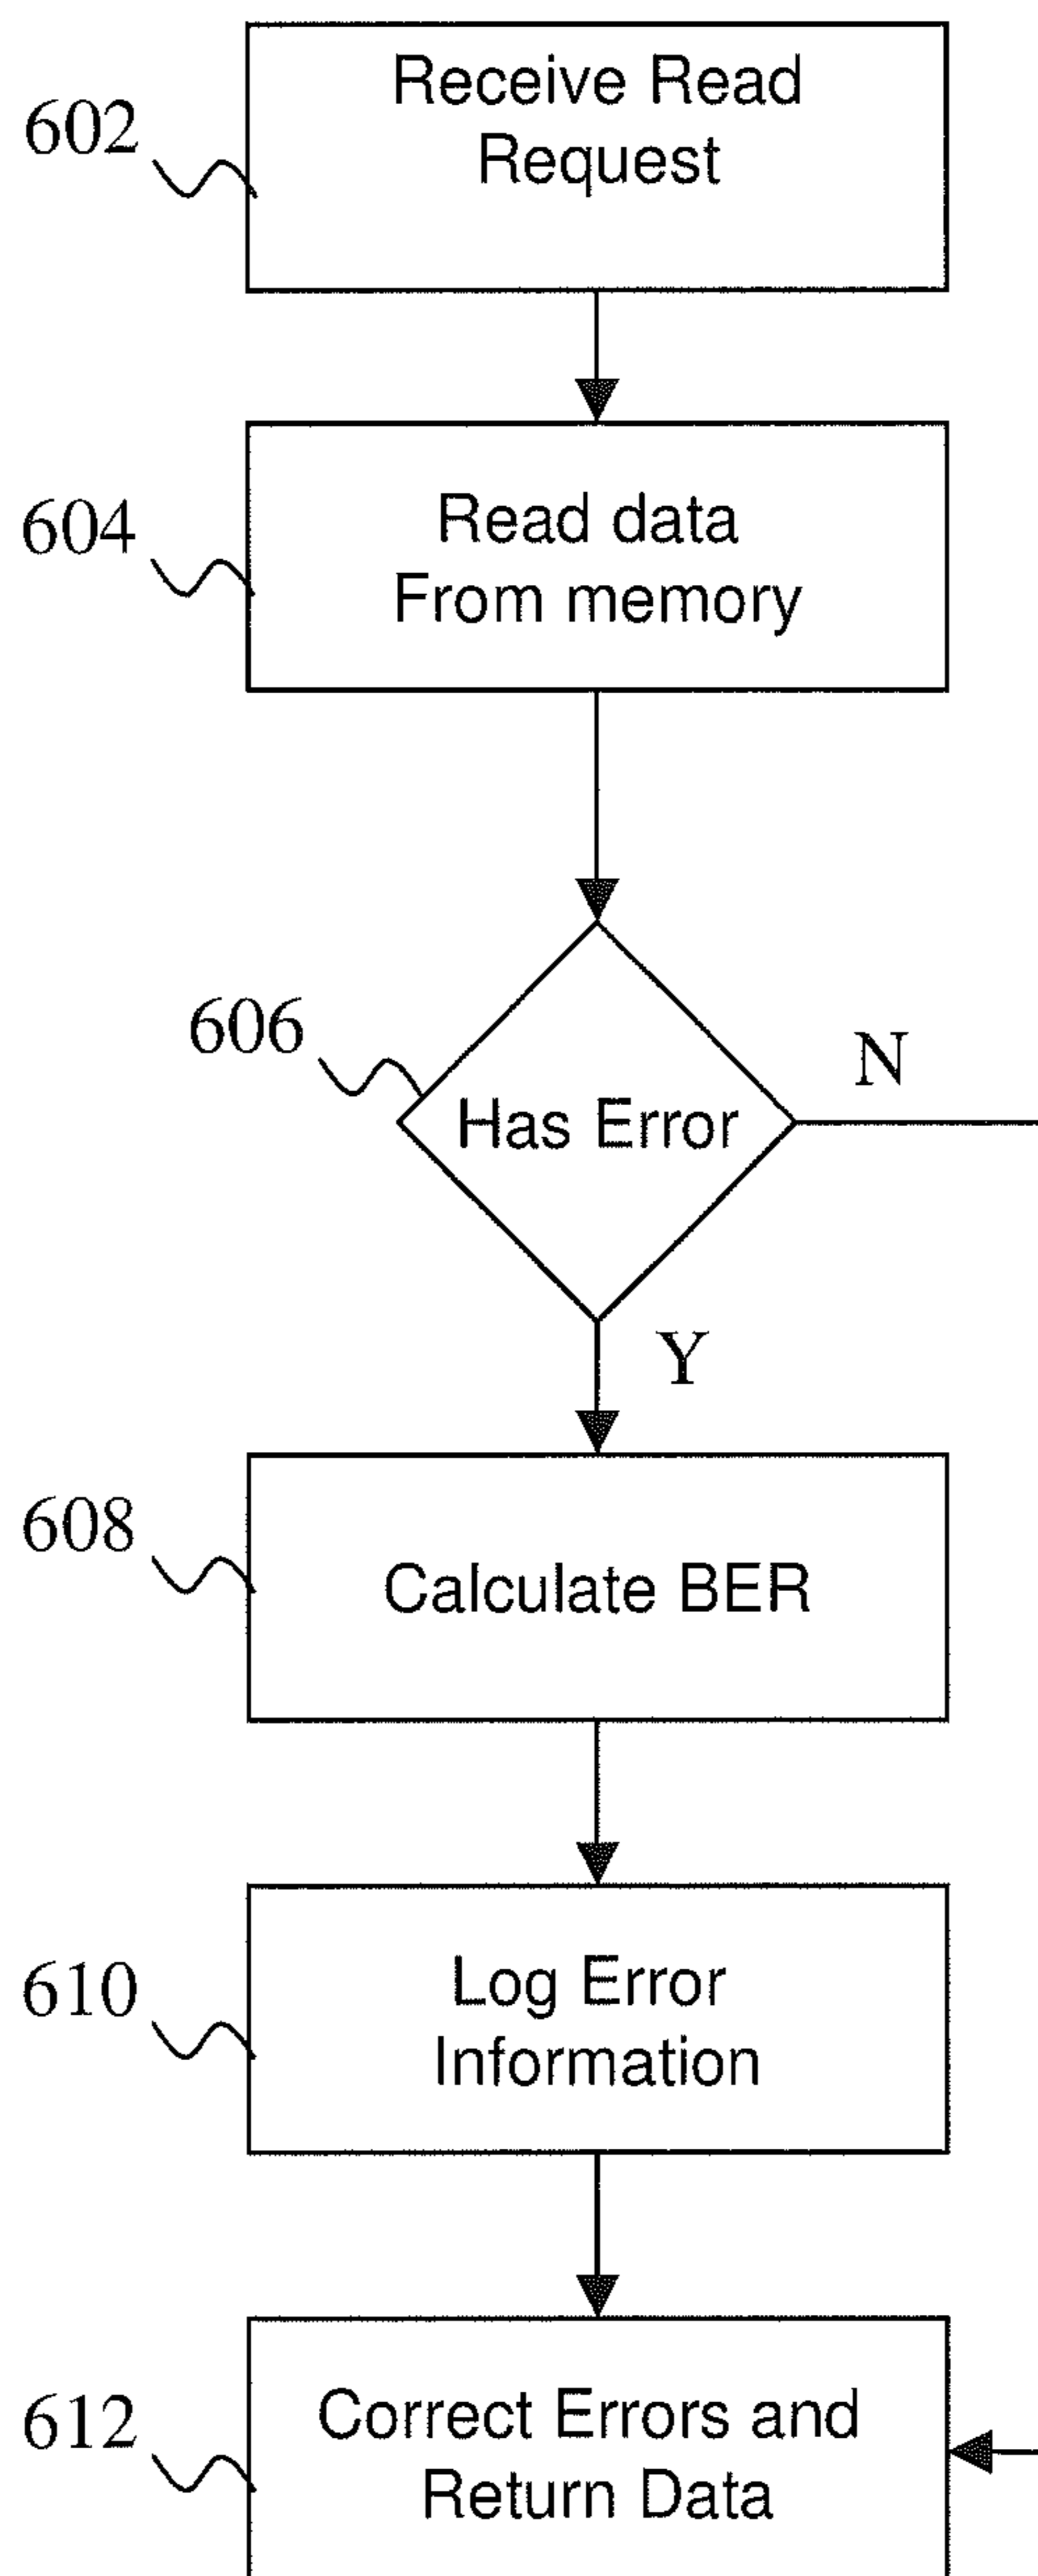 602
Receive Read
Request
604
Read data
From memory
606
Has Error
N
Y
608
Calculate BER
610
Log Error
Information
612
Correct Errors and
Return Data